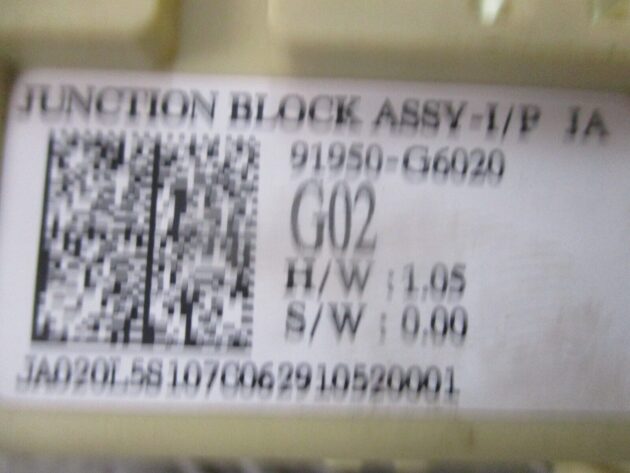 JUNCTION BLOCK ASSY-I/P JA
91950-G6020
G02
H/W : 1.05
S/W : 0.00
JA020L5S107C062910520001